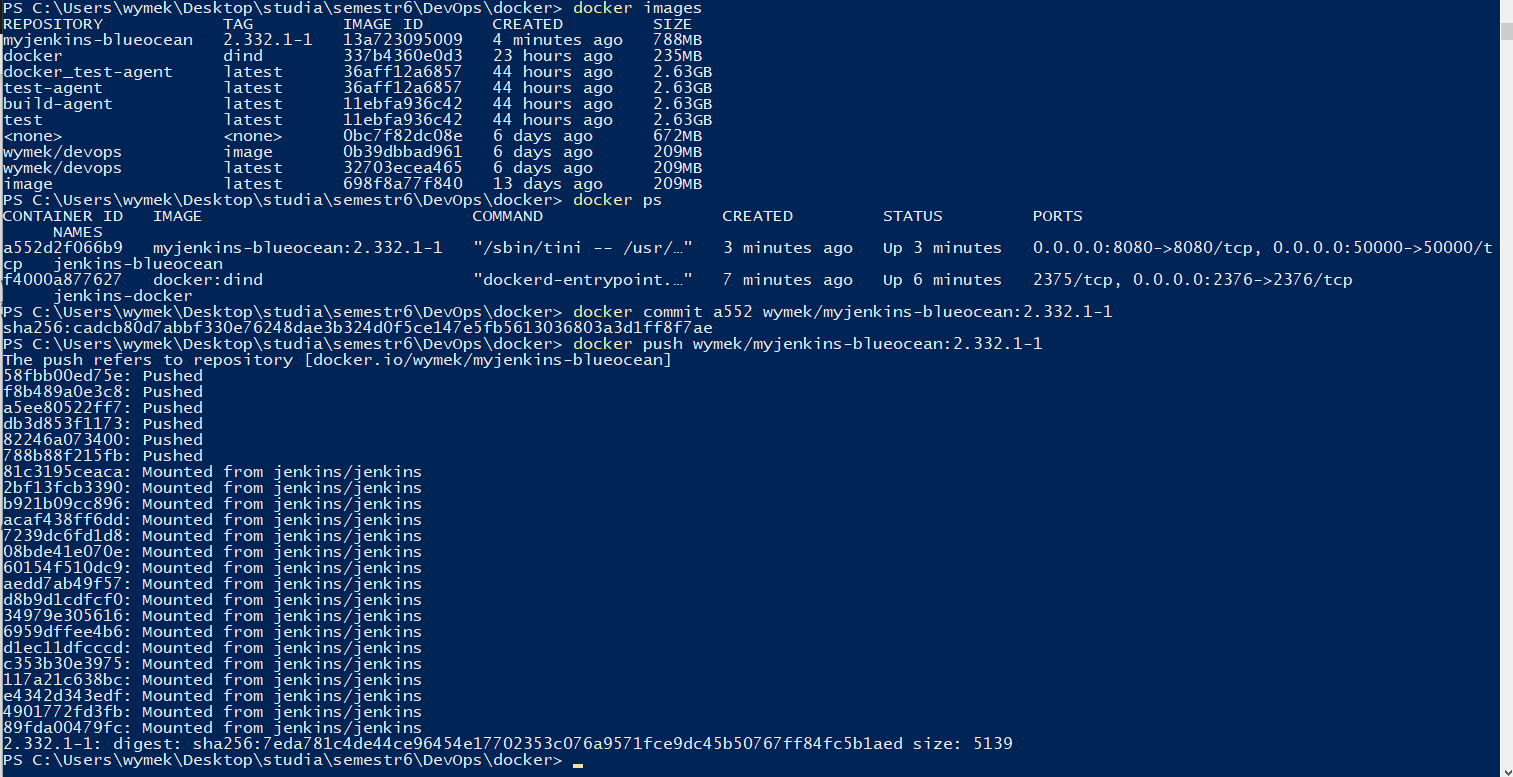 PS C:\Users\wymek\Desktop\studia\semestr6\DevOps\docker> docker images
REPOSITORY TAG IMAGE ID CREATED SIZE
myjenkins-blueocean 2.332.1-1 13a723095009 4 minutes ago 788MB
docker dind 337b4360e0d3 23 hours ago 235MB
docker_test-agent latest 36aff12a6857 44 hours ago 2.63GB
test-agent latest 36aff12a6857 44 hours ago 2.63GB
build-agent latest 11ebfa936c42 44 hours ago 2.63GB
test latest 11ebfa936c42 44 hours ago 2.63GB
<none> <none> 0bc7f82dc08e 6 days ago 672MB
wymek/devops image 0b39dbbad961 6 days ago 209MB
wymek/devops latest 32703ecea465 6 days ago 209MB
image latest 698f8a77f840 13 days ago 209MB
PS C:\Users\wymek\Desktop\studia\semestr6\DevOps\docker> docker ps
CONTAINER ID IMAGE COMMAND CREATED STATUS PORTS
NAMES
a552d2f066b9 myjenkins-blueocean:2.332.1-1 "/sbin/tini -- /usr/…" 3 minutes ago Up 3 minutes 0.0.0.0:8080->8080/tcp, 0.0.0.0:50000->50000/t
cp jenkins-blueocean
f4000a877627 docker:dind "dockerd-entrypoint.…" 7 minutes ago Up 6 minutes 2375/tcp, 0.0.0.0:2376->2376/tcp
jenkins-docker
PS C:\Users\wymek\Desktop\studia\semestr6\DevOps\docker> docker commit a552 wymek/myjenkins-blueocean:2.332.1-1
sha256:cadcb80d7abbf330e76248dae3b324d0f5ce147e5fb5613036803a3d1ff8f7ae
PS C:\Users\wymek\Desktop\studia\semestr6\DevOps\docker> docker push wymek/myjenkins-blueocean:2.332.1-1
The push refers to repository [docker.io/wymek/myjenkins-blueocean]
58fbb00ed75e: Pushed
f8b489a0e3c8: Pushed
a5ee80522ff7: Pushed
db3d853f1173: Pushed
82246a073400: Pushed
788b88f215fb: Pushed
81c3195ceaca: Mounted from jenkins/jenkins
2bf13fcb3390: Mounted from jenkins/jenkins
b921b09cc896: Mounted from jenkins/jenkins
acaf438ff6dd: Mounted from jenkins/jenkins
7239dc6fd1d8: Mounted from jenkins/jenkins
08bde41e070e: Mounted from jenkins/jenkins
60154f510dc9: Mounted from jenkins/jenkins
aedd7ab49f57: Mounted from jenkins/jenkins
d8b9d1cdfcf0: Mounted from jenkins/jenkins
34979e305616: Mounted from jenkins/jenkins
6959dffee4b6: Mounted from jenkins/jenkins
d1ec11dfcccd: Mounted from jenkins/jenkins
c353b30e3975: Mounted from jenkins/jenkins
117a21c638bc: Mounted from jenkins/jenkins
e4342d343edf: Mounted from jenkins/jenkins
4901772fd3fb: Mounted from jenkins/jenkins
89fda00479fc: Mounted from jenkins/jenkins
2.332.1-1: digest: sha256:7eda781c4de44ce96454e17702353c076a9571fce9dc45b50767ff84fc5b1aed size: 5139
PS C:\Users\wymek\Desktop\studia\semestr6\DevOps\docker>